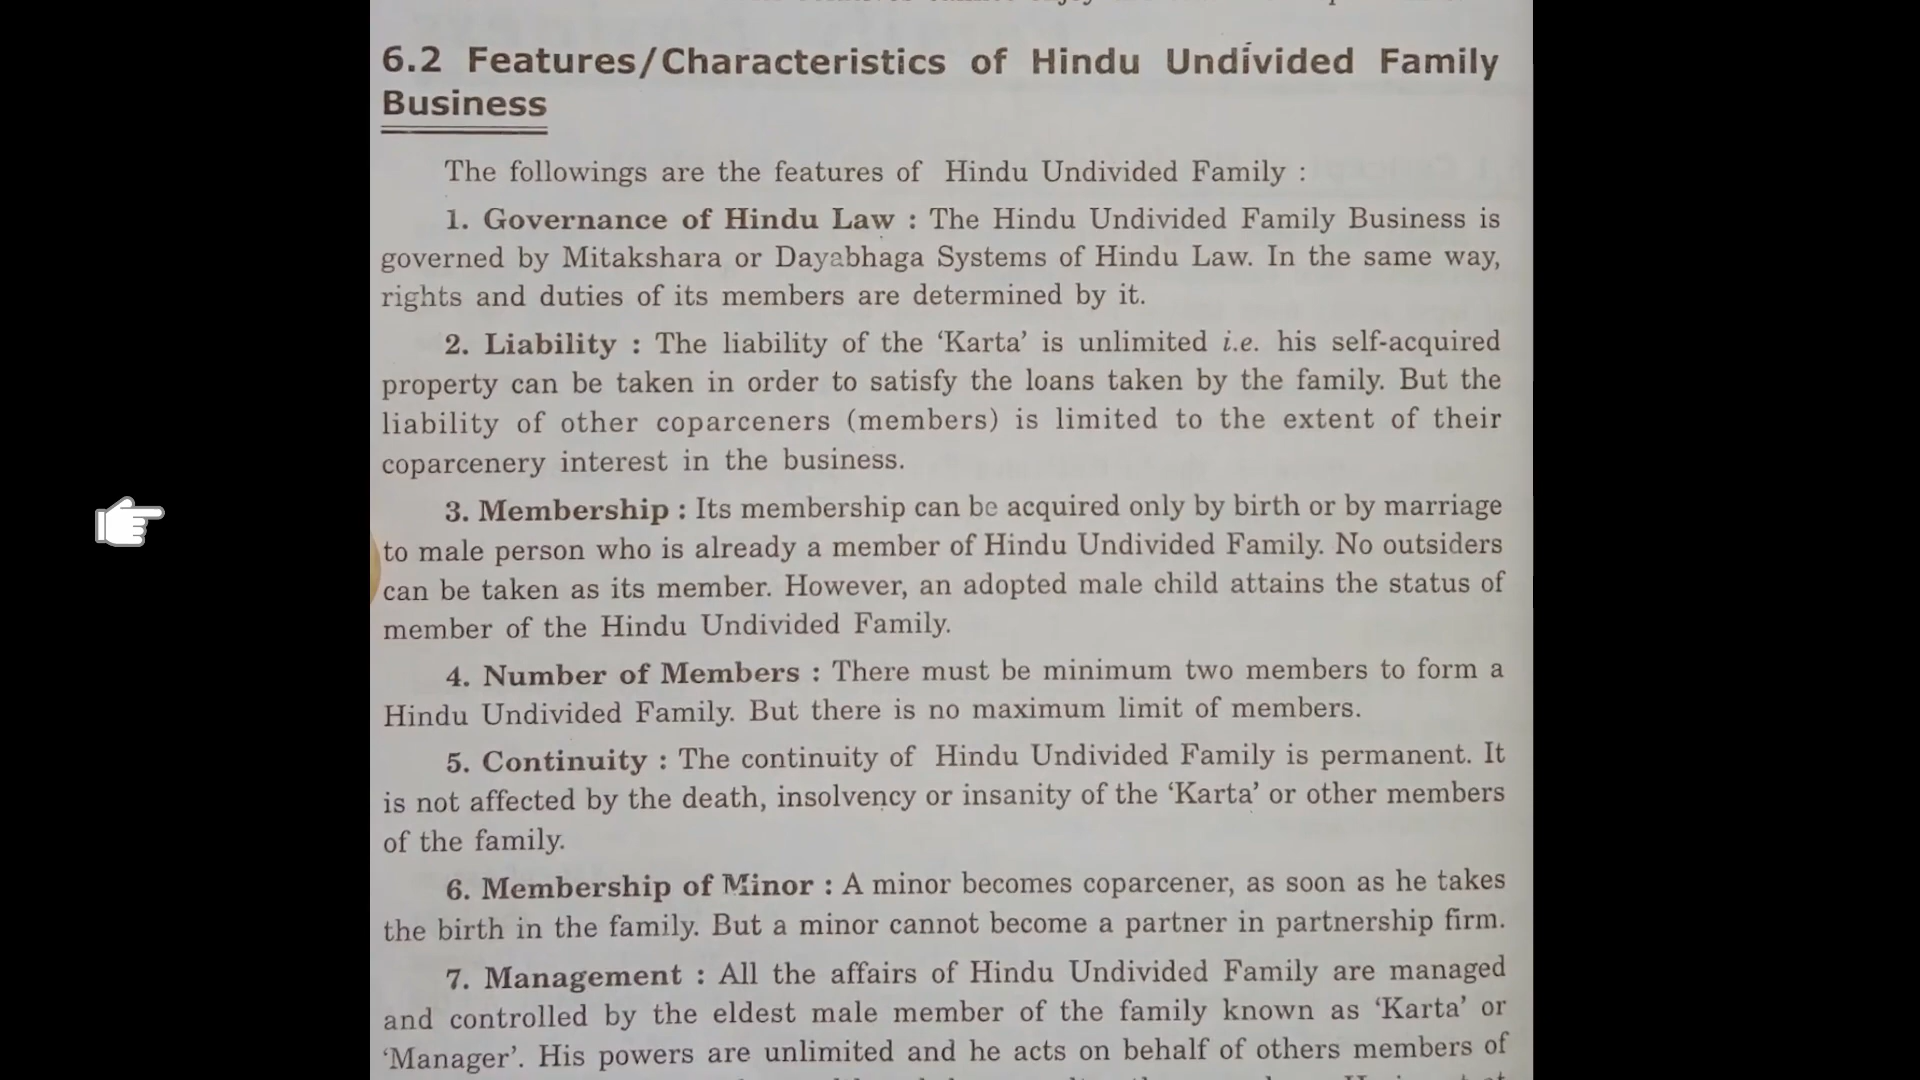 6.2 Features/Characteristics of Hindu Undivided Family
Business
The followings are the features of Hindu Undivided Family :
1. Governance of Hindu Law : The Hindu Undivided Family Business is
governed by Mitakshara or Dayabhaga Systems of Hindu Law. In the same way,
rights and duties of its members are determined by it.
2. Liability : The liability of the ‘Karta’ is unlimited i.e. his self-acquired
property can be taken in order to satisfy the loans taken by the family. But the
liability of other coparceners (members) is limited to the extent of their
coparcenery interest in the business.
3. Membership : Its membership can be acquired only by birth or by marriage
to male person who is already a member of Hindu Undivided Family. No outsiders
can be taken as its member. However, an adopted male child attains the status of
member of the Hindu Undivided Family.
4. Number of Members : There must be minimum two members to form a
Hindu Undivided Family. But there is no maximum limit of members.
5. Continuity : The continuity of Hindu Undivided Family is permanent. It
is not affected by the death, insolvency or insanity of the ‘Karta’ or other members
of the family.
6. Membership of Minor : A minor becomes coparcener, as soon as he takes
the birth in the family. But a minor cannot become a partner in partnership firm.
7. Management : All the affairs of Hindu Undivided Family are managed
and controlled by the eldest male member of the family known as ‘Karta’ or
‘Manager’. His powers are unlimited and he acts on behalf of others members of